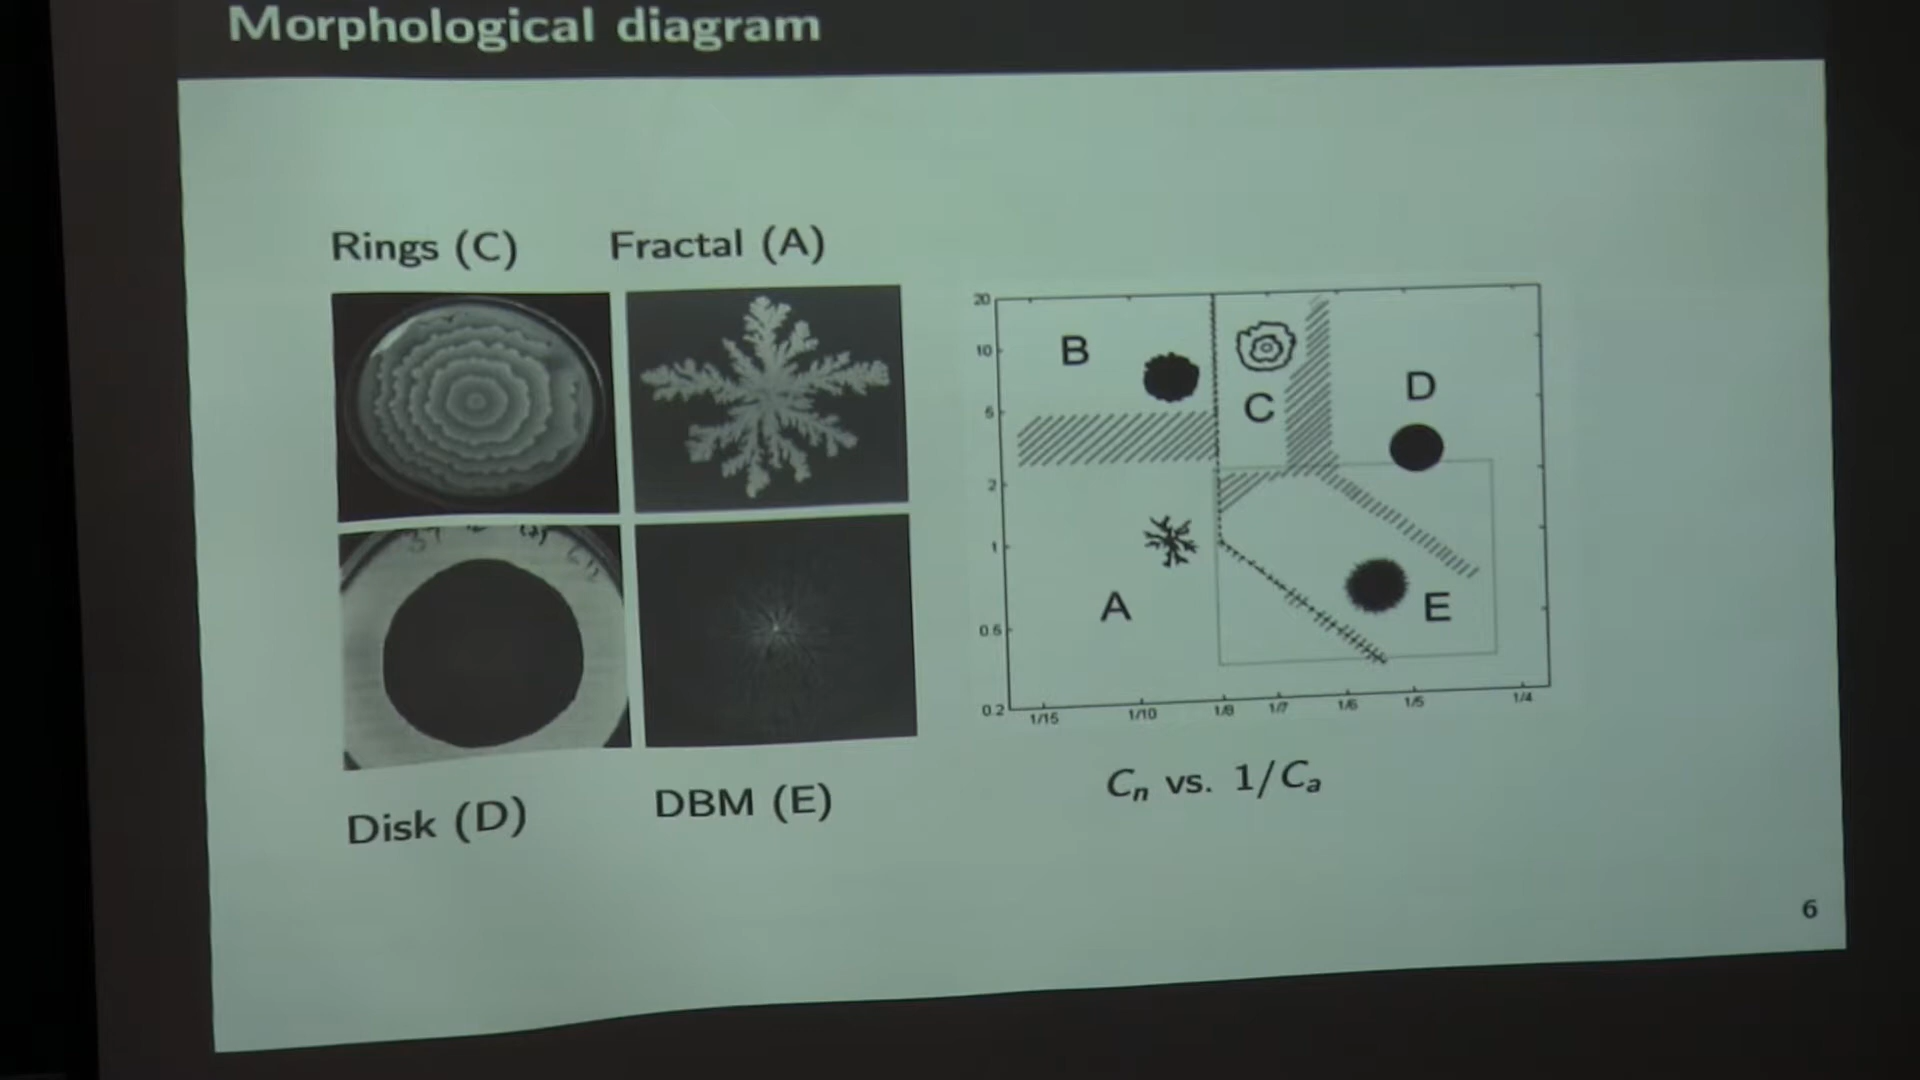 Morphological diagram
Rings (C)
Fractal (A)
Disk (D)
DBM (E)
20
10
5
2
1
0.5
0.2
B
C
D
A
E
1/15
1/10
1/8
1/7
1/6
1/5
1/4
Cₙ vs. 1/Cₐ
6